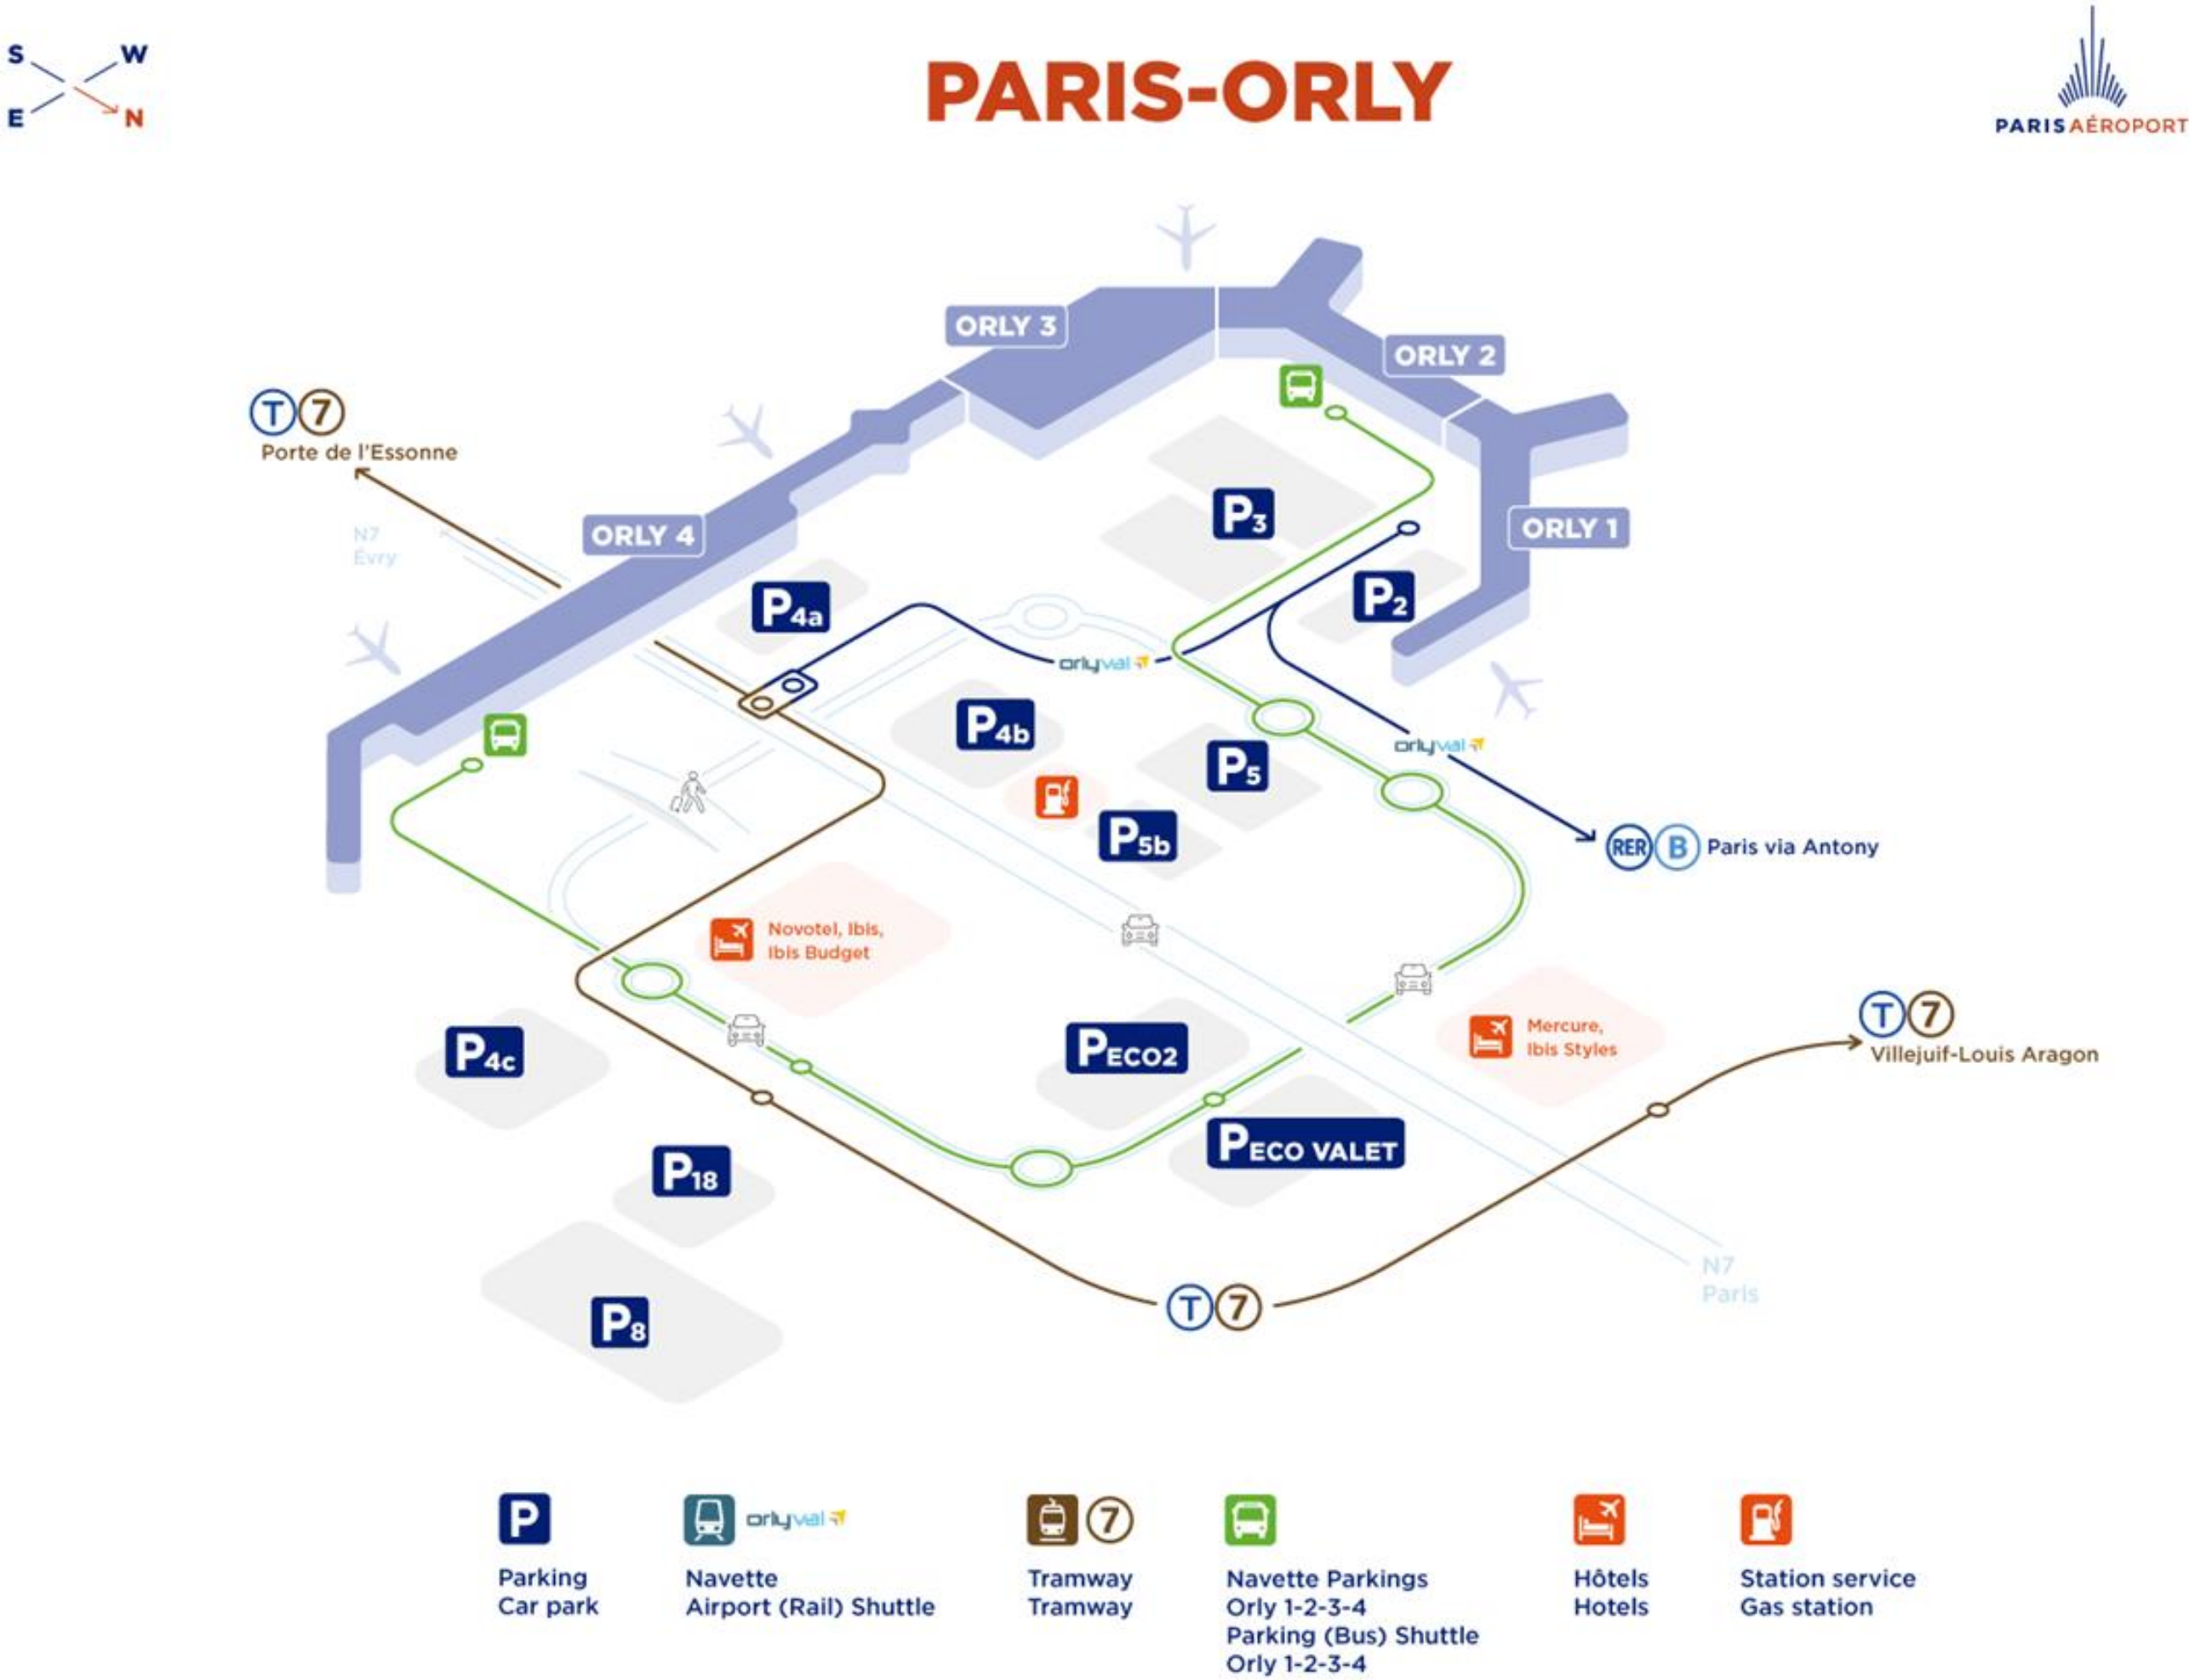 S W
E N
PARIS-ORLY
PARIS AÉROPORT
ORLY 3
ORLY 2
T 7
Porte de l'Essonne
N7
Évry
ORLY 4
P3
ORLY 1
P4a
P2
orlyval
P4b
orlyval
P5
P5b
RER B Paris via Antony
Novotel, Ibis,
Ibis Budget
P4c
PECO2
Mercure,
Ibis Styles
T 7
Villejuif-Louis Aragon
PECO VALET
P18
N7
Paris
T 7
P8
P
Parking
Car park
orlyval
Navette
Airport (Rail) Shuttle
7
Tramway
Tramway
Navette Parkings
Orly 1-2-3-4
Parking (Bus) Shuttle
Orly 1-2-3-4
Hôtels
Hotels
Station service
Gas station